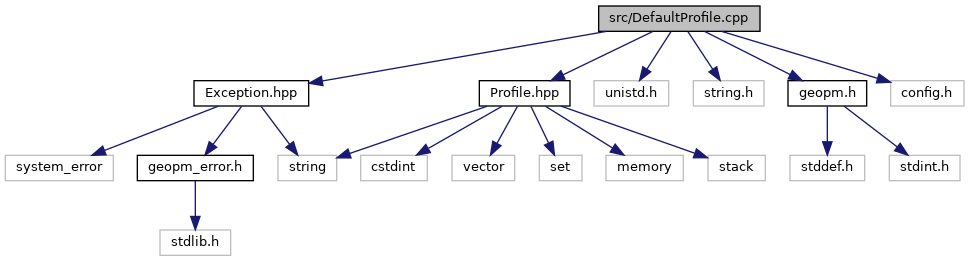 src/DefaultProfile.cpp
Exception.hpp
Profile.hpp
unistd.h
string.h
geopm.h
config.h
system_error
geopm_error.h
string
cstdint
vector
set
memory
stack
stddef.h
stdint.h
stdlib.h